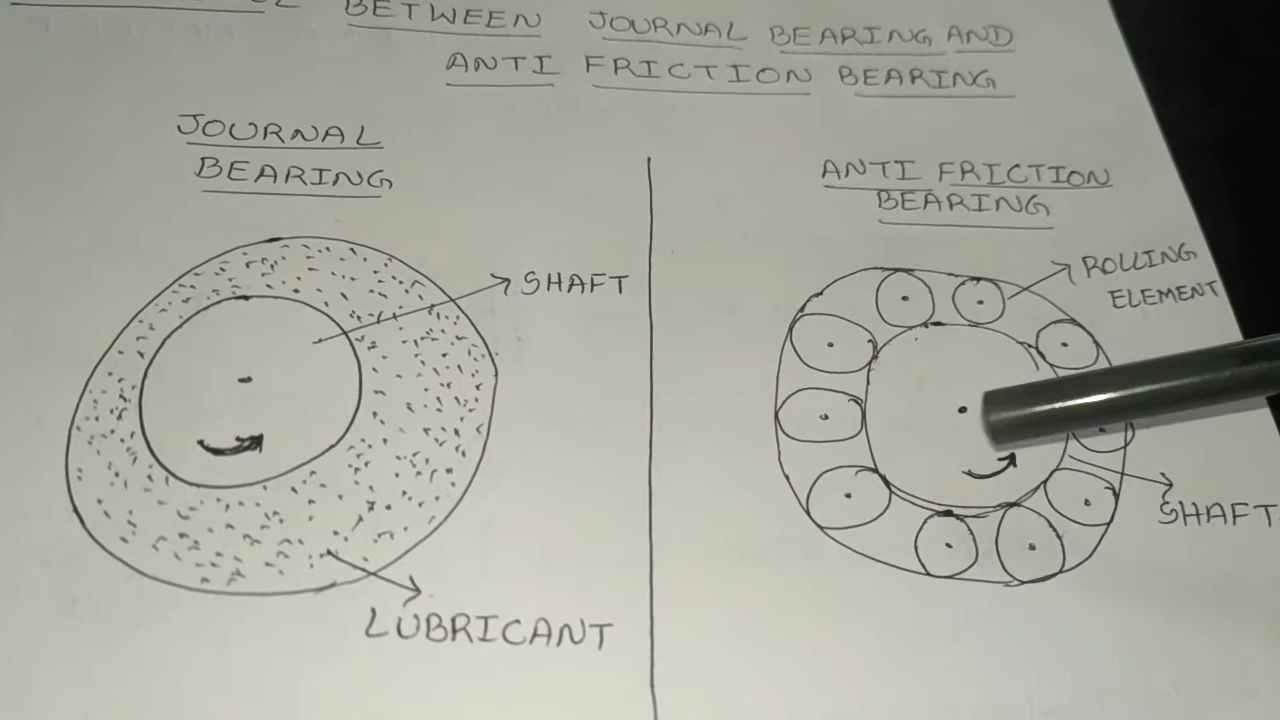 BETWEEN JOURNAL BEARING AND
ANTI FRICTION BEARING
JOURNAL
BEARING
SHAFT
LUBRICANT
ANTI FRICTION
BEARING
ROLLING
ELEMENT
SHAFT